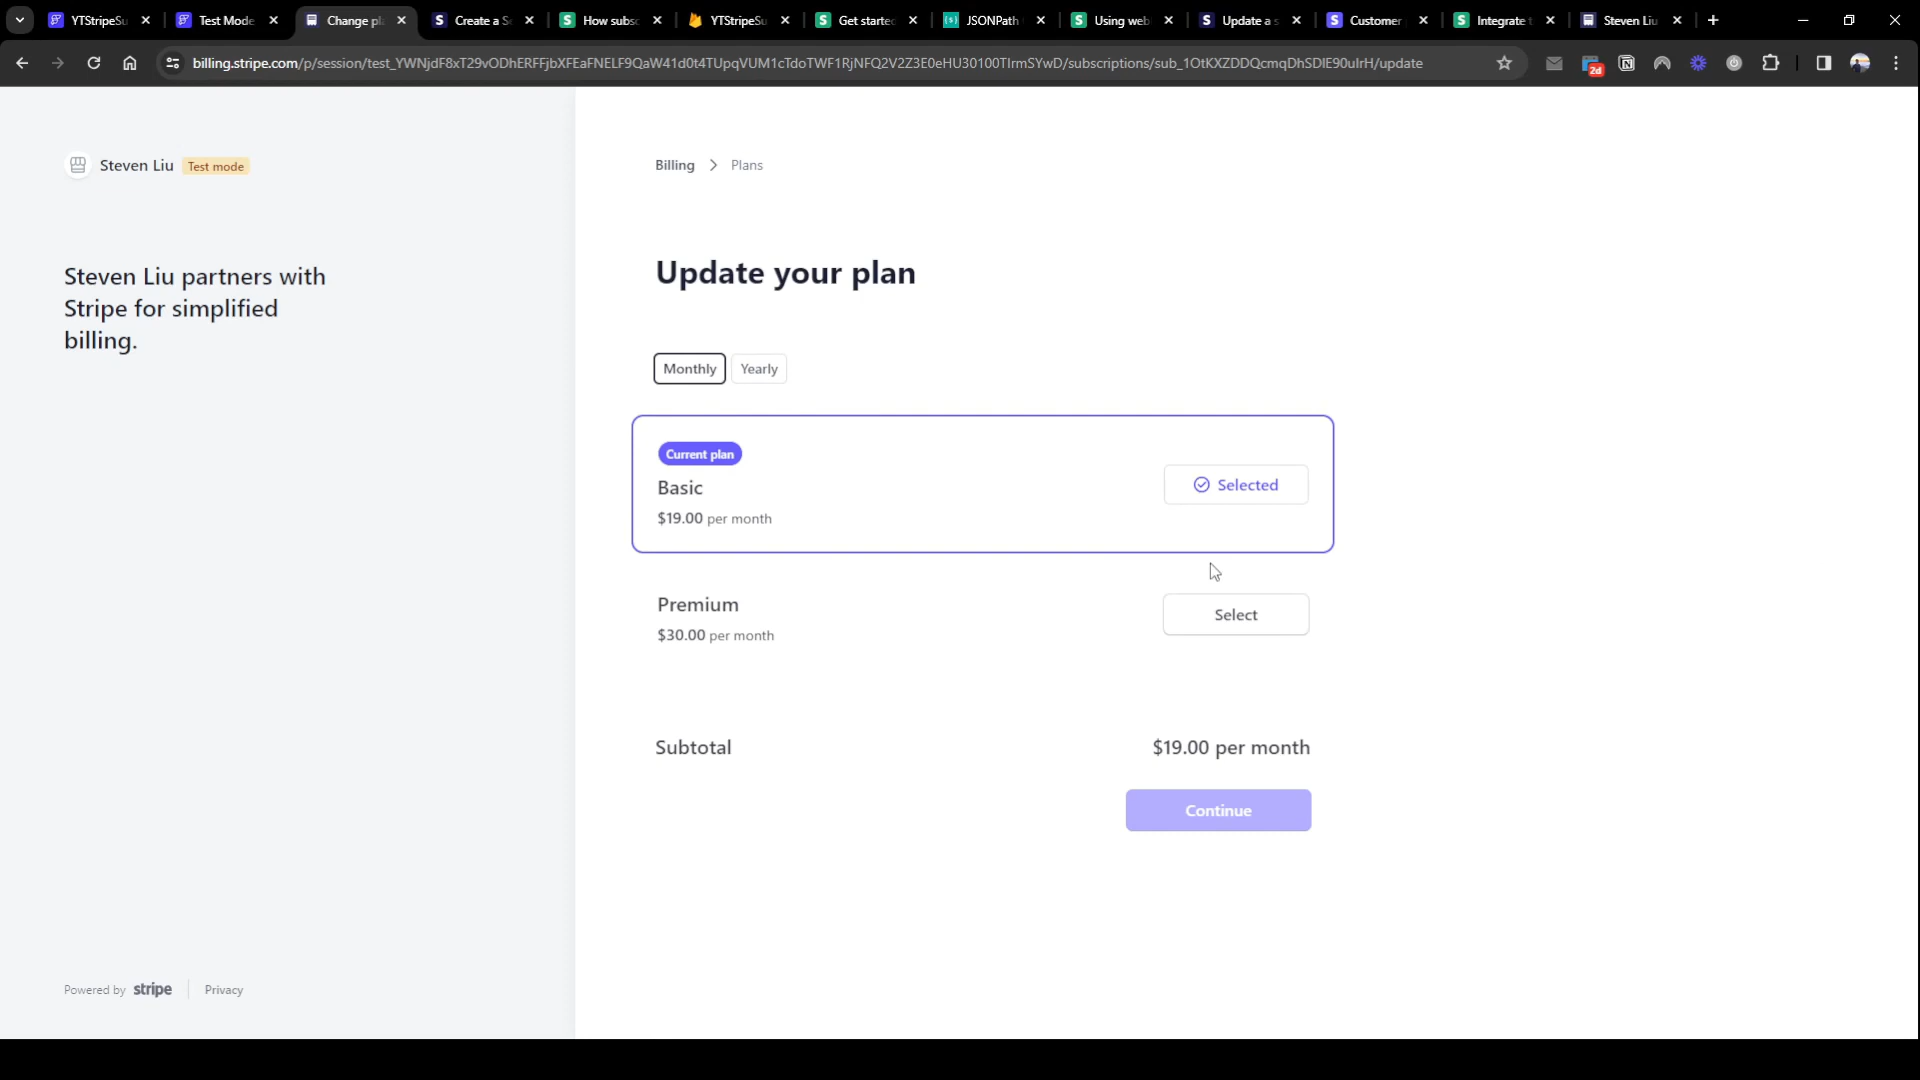 YTStripeSu
Test Mode
Change pl
Create a S
How subsc
YTStripeSu
Get starte
JSONPath
Using web
Update a s
Customer
Integrate t
Steven Liu
billing.stripe.com/p/session/test_YWNjdF8xT29vODhERFFjbXFEaFNELF9QaW41d0t4TUpqVUM1cTdoTWF1RjNFQ2V2Z3E0eHU30100TIrmSYwD/subscriptions/sub_1OtKXZDDQcmqDhSDlE90uIrH/update
2d
Steven Liu
Test mode
Steven Liu partners with
Stripe for simplified
billing.
Powered by stripe
Privacy
Billing
Plans
Update your plan
Monthly
Yearly
Current plan
Basic
$19.00 per month
Selected
Premium
$30.00 per month
Select
Subtotal
$19.00 per month
Continue